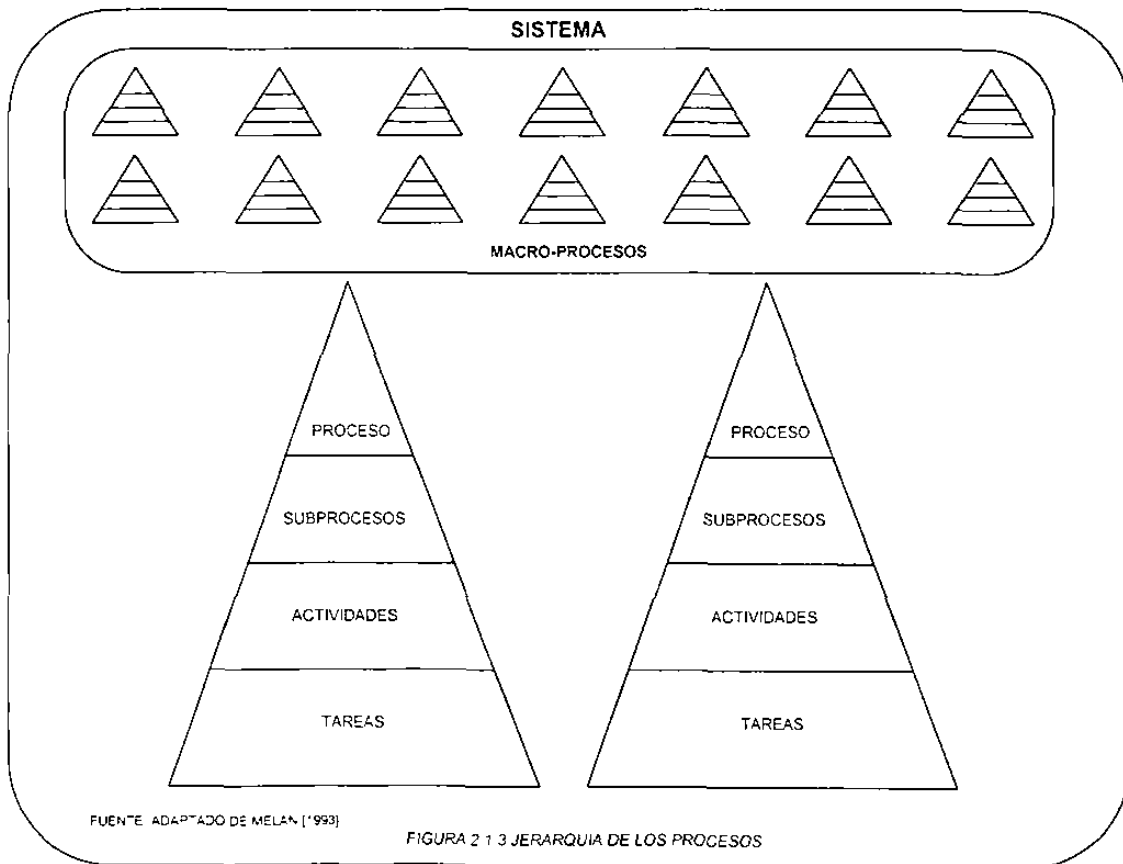 SISTEMA
MACRO-PROCESOS
PROCESO
SUBPROCESOS
ACTIVIDADES
TAREAS
PROCESO
SUBPROCESOS
ACTIVIDADES
TAREAS
FUENTE ADAPTADO DE MELAN [1993]
FIGURA 2 1 3 JERARQUIA DE LOS PROCESOS